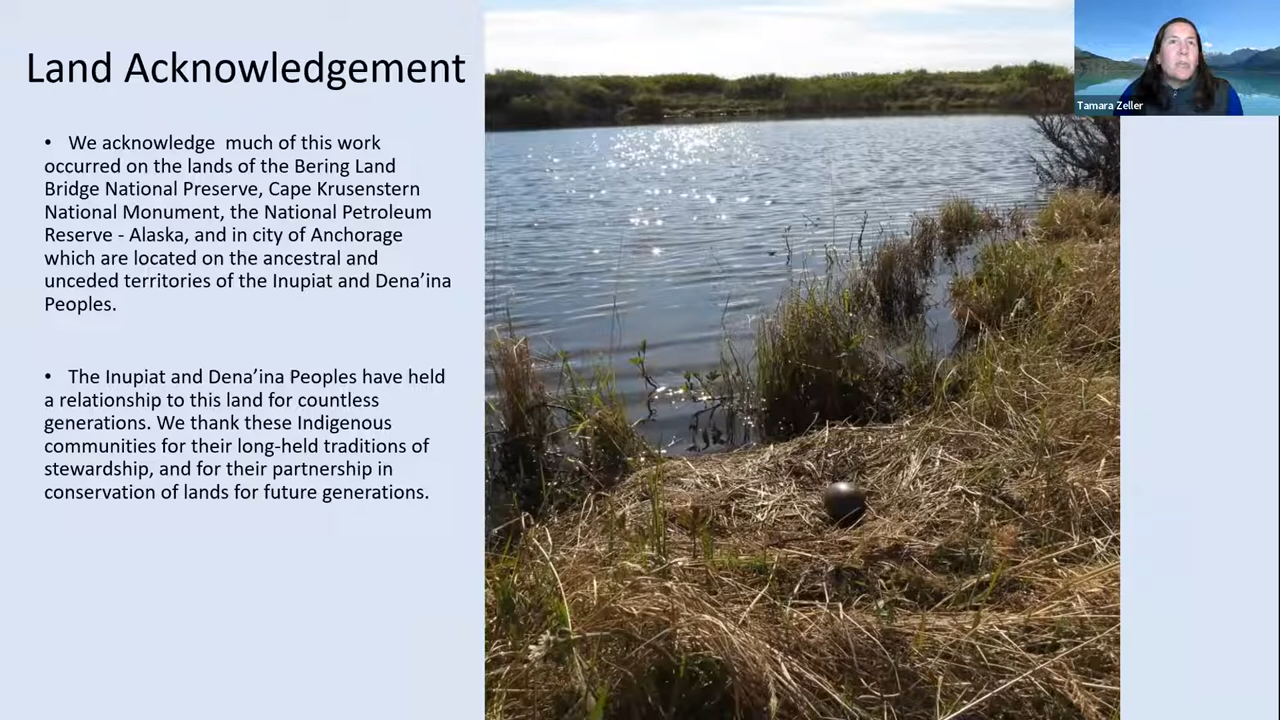 Land Acknowledgement
Tamara Zeller
• We acknowledge  much of this work
occurred on the lands of the Bering Land
Bridge National Preserve, Cape Krusenstern
National Monument, the National Petroleum
Reserve - Alaska, and in city of Anchorage
which are located on the ancestral and
unceded territories of the Inupiat and Dena’ina
Peoples.
• The Inupiat and Dena’ina Peoples have held
a relationship to this land for countless
generations. We thank these Indigenous
communities for their long-held traditions of
stewardship, and for their partnership in
conservation of lands for future generations.